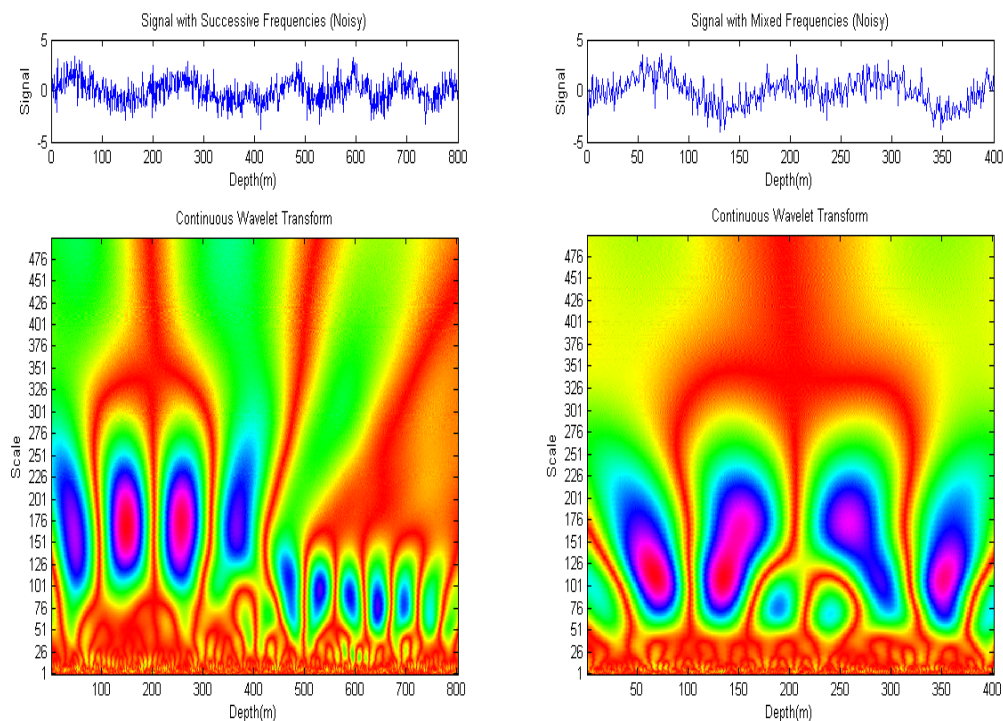 Signal with Successive Frequencies (Noisy)
5
0
-5
Signal
0 100 200 300 400 500 600 700 800
Depth(m)
Signal with Mixed Frequencies (Noisy)
5
0
-5
Signal
0 50 100 150 200 250 300 350 400
Depth(m)
Continuous Wavelet Transform
476
451
426
401
376
351
326
301
276
251
226
201
176
151
126
101
76
51
26
1
Scale
100 200 300 400 500 600 700 800
Depth(m)
Continuous Wavelet Transform
476
451
426
401
376
351
326
301
276
251
226
201
176
151
126
101
76
51
26
1
Scale
50 100 150 200 250 300 350 400
Depth(m)